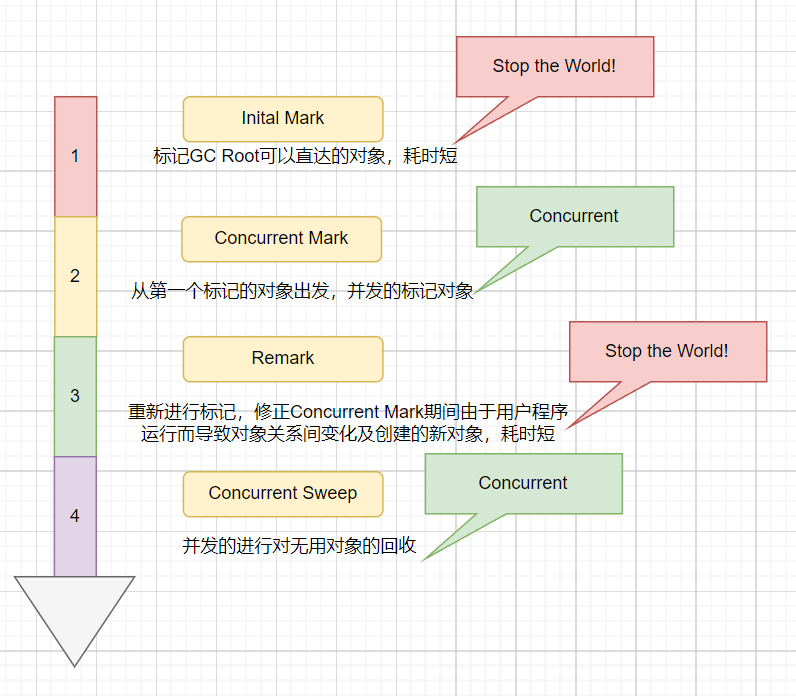 Stop the World!
Inital Mark
1
标记GC Root可以直达的对象，耗时短
Concurrent
Concurrent Mark
2
从第一个标记的对象出发，并发的标记对象
Stop the World!
Remark
3
重新进行标记，修正Concurrent Mark期间由于用户程序
运行而导致对象关系间变化及创建的新对象，耗时短
Concurrent
Concurrent Sweep
4
并发的进行对无用对象的回收